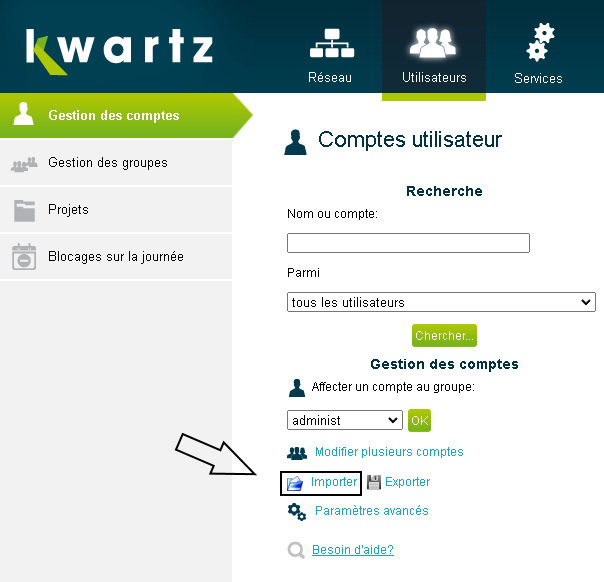 kwartz
Réseau
Utilisateurs
Services
Gestion des comptes
Gestion des groupes
Projets
Blocages sur la journée
Comptes utilisateur
Recherche
Nom ou compte:
Parmi
tous les utilisateurs
Chercher...
Gestion des comptes
Affecter un compte au groupe:
administ OK
Modifier plusieurs comptes
Importer Exporter
Paramètres avancés
Besoin d'aide?